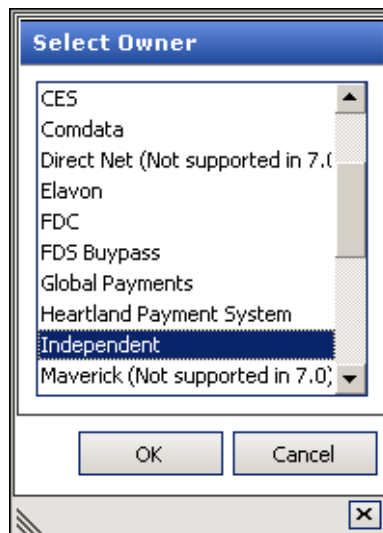 Select Owner
CES
Comdata
Direct Net (Not supported in 7.0
Elavon
FDC
FDS Buypass
Global Payments
Heartland Payment System
Independent
Maverick (Not supported in 7.0)
OK
Cancel